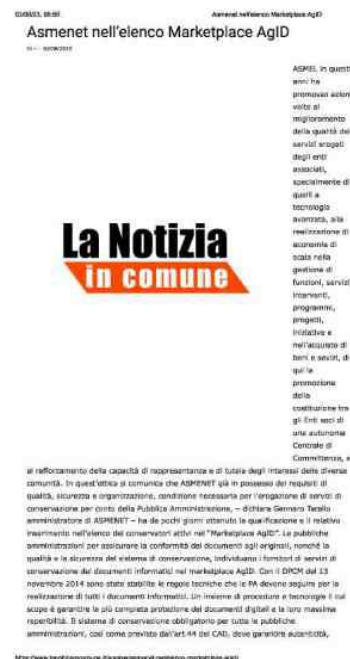 Asmenet nell'elenco Marketplace AgID
Asmenet nell'elenco Marketplace AgID
ASMEL in questi
anni ha
promosso azioni
volte al
miglioramento
della qualità dei
servizi erogati
dagli enti
associati,
specialmente di
quelli a
tecnologia
avanzata, alla
realizzazione di
economia di
scala nella
gestione di
funzioni, servizi
interventi,
programmi,
progetti,
iniziative e
nell'acquisto di
beni e servizi, di
qui la
promozione
della
costituzione tra
gli Enti soci di
una autonoma
Centrale di
Committenza, e
La Notizia
in comune
al rafforzamento della capacità di rappresentanza e di tutela degli interessi delle diverse
comunità. In quest'ottica si comunica che ASMENET già in possesso dei requisiti di
qualità, sicurezza e organizzazione, condizione necessaria per l'erogazione di servizi di
conservazione per conto della Pubblica Amministrazione, – dichiara Gennaro Tarallo
amministratore di ASMENET – ha da pochi giorni ottenuto la qualificazione e il relativo
inserimento nell'elenco dei conservatori attivi nel "Marketplace AgID". Le pubbliche
amministrazioni per assicurare la conformità dei documenti agli originali, nonché la
qualità e la sicurezza del sistema di conservazione, individuano i fornitori di servizi di
conservazione dei documenti informatici nel marketplace AgID. Con il DPCM del 13
novembre 2014 sono state stabilite le regole tecniche che le PA devono seguire per la
realizzazione di tutti i documenti informatici. Un insieme di procedure e tecnologie il cui
scopo è garantire la più completa protezione dei documenti digitali e la loro massima
reperibilità. Il sistema di conservazione obbligatorio per tutte le pubbliche
amministrazioni, così come previsto dall'art 44 del CAD, deve garantire autenticità,